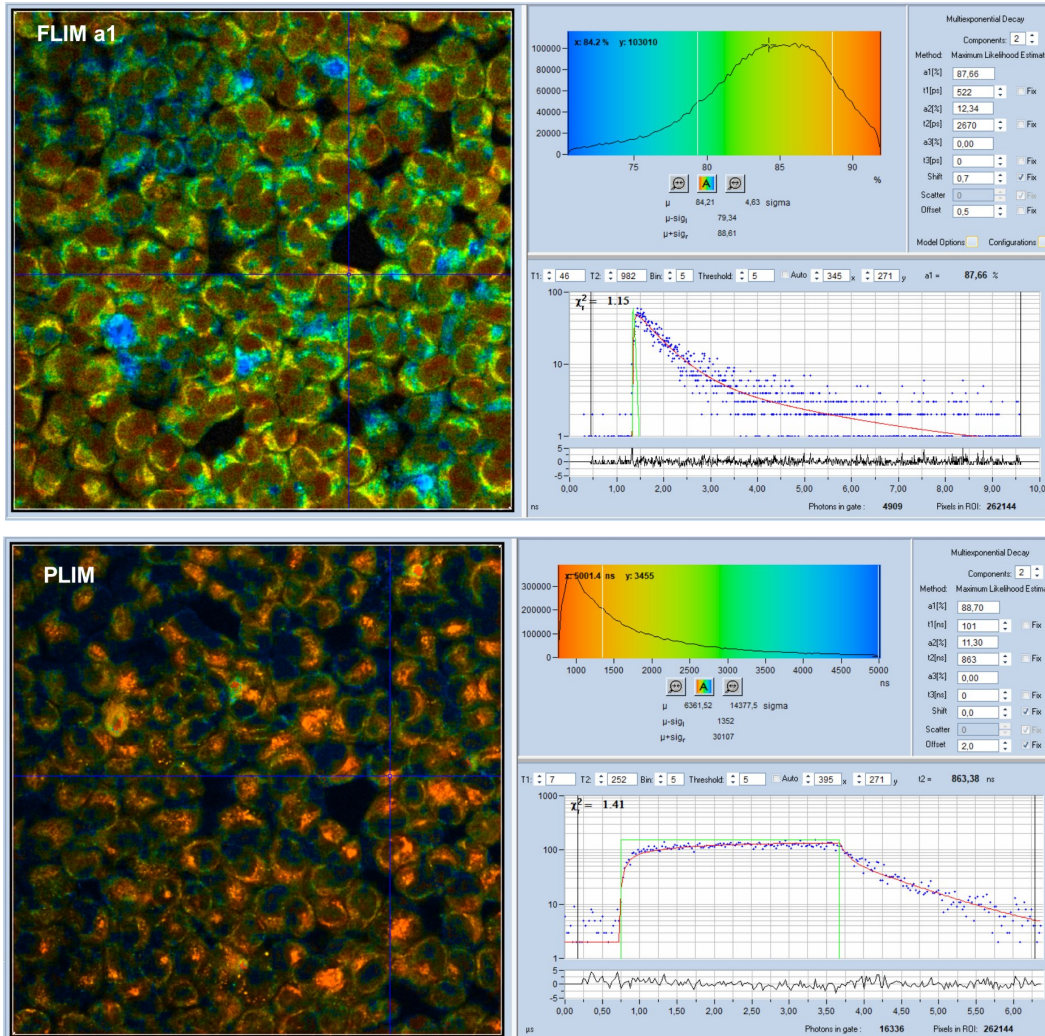 FLIM a1
x: 84.2 % y: 103010
100000
80000
60000
40000
20000
0
75 80 85 90
%
A
μ 84,21 4,63 sigma
μ-sigl 79,34
μ+sigr 88,61
Multiexponential Decay
Components: 2
Method: Maximum Likelihood Estimat
a1[%] 87,66
t1[ps] 522 Fix
a2[%] 12,34
t2[ps] 2670 Fix
a3[%] 0,00
t3[ps] 0 Fix
Shift 0,7 Fix
Scatter 0 Fix
Offset 0,5 Fix
Model Options Configurations
T1: 46 T2: 982 Bin: 5 Threshold: 5 Auto 345 x 271 y a1 = 87,66 %
χr2 = 1.15
100
10
1
5
0
-5
0,00 1,00 2,00 3,00 4,00 5,00 6,00 7,00 8,00 9,00 10,0
ns Photons in gate : 4909 Pixels in ROI: 262144
PLIM
x: 5001.4 ns y: 3455
300000
200000
100000
0
1000 1500 2000 2500 3000 3500 4000 4500 5000
ns
A
μ 6361,52 14377,5 sigma
μ-sigl 1352
μ+sigr 30107
Multiexponential Decay
Components: 2
Method: Maximum Likelihood Estima
a1[%] 88,70
t1[ns] 101 Fix
a2[%] 11,30
t2[ns] 863 Fix
a3[%] 0,00
t3[ns] 0 Fix
Shift 0,0 Fix
Scatter 0 Fix
Offset 2,0 Fix
T1: 7 T2: 252 Bin: 5 Threshold: 5 Auto 395 x 271 y t2 = 863,38 ns
χr2 = 1.41
1000
100
10
1
5
0
-5
0,00 0,50 1,00 1,50 2,00 2,50 3,00 3,50 4,00 4,50 5,00 5,50 6,00
μs Photons in gate : 16336 Pixels in ROI: 262144